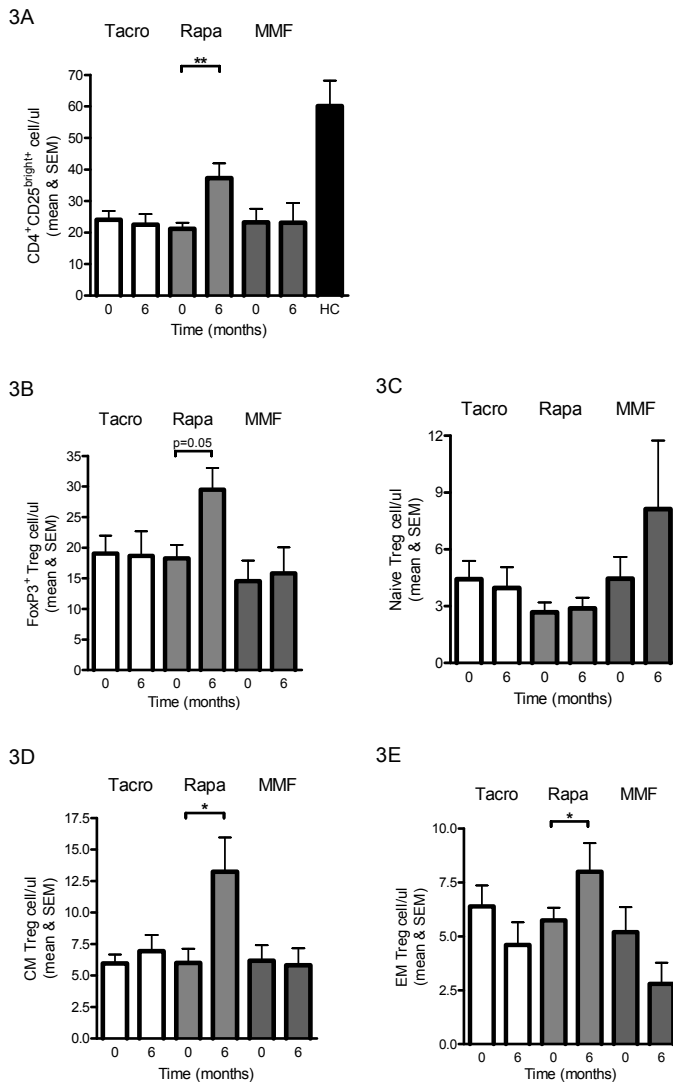 3A
Tacro Rapa MMF
**
70
60
50
40
30
20
10
0
CD4+CD25bright+ cell/ul
(mean & SEM)
0 6 0 6 0 6 HC
Time (months)
3B
Tacro Rapa MMF
p=0.05
35
30
25
20
15
10
5
0
FoxP3+ Treg cell/ul
(mean & SEM)
0 6 0 6 0 6
Time (months)
3C
Tacro Rapa MMF
12
9
6
3
0
Naive Treg cell/ul
(mean & SEM)
0 6 0 6 0 6
Time (months)
3D
Tacro Rapa MMF
*
17.5
15.0
12.5
10.0
7.5
5.0
2.5
0.0
CM Treg cell/ul
(mean & SEM)
0 6 0 6 0 6
Time (months)
3E
Tacro Rapa MMF
*
10.0
7.5
5.0
2.5
0.0
EM Treg cell/ul
(mean & SEM)
0 6 0 6 0 6
Time (months)